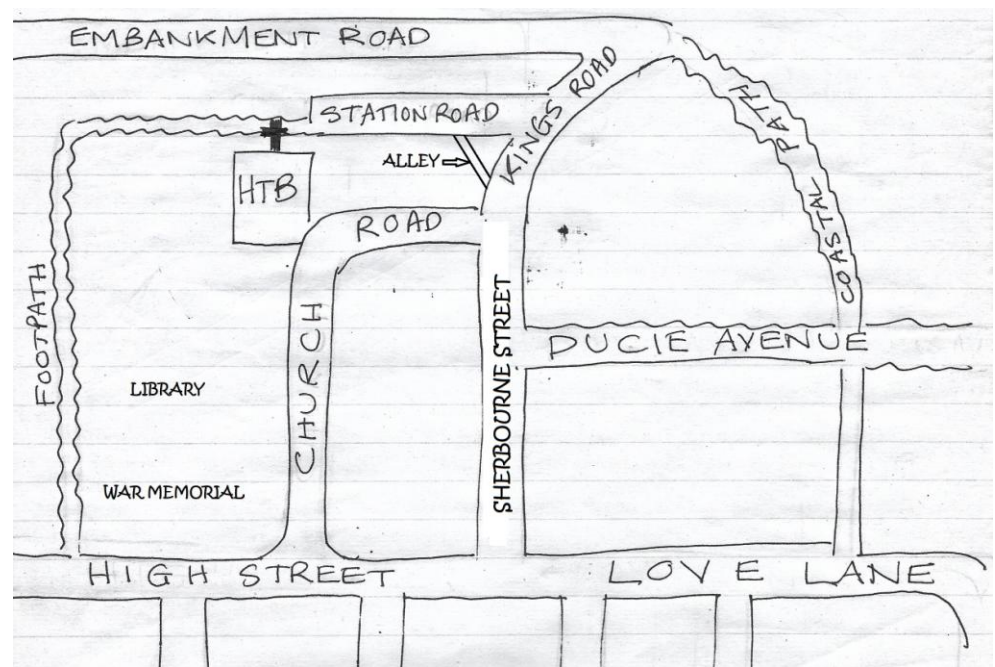 EMBANKMENT ROAD
STATION ROAD
KINGS ROAD
COASTAL PATH
ALLEY
HTB
ROAD
FOOTPATH
CHURCH
SHERBOURNE STREET
DUCIE AVENUE
LIBRARY
WAR MEMORIAL
HIGH STREET
LOVE LANE